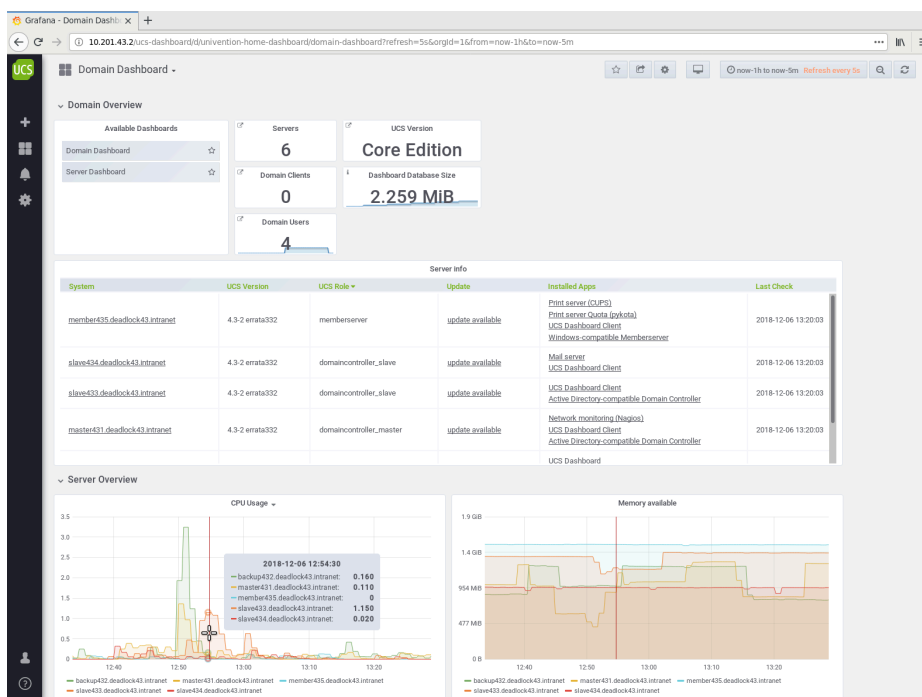 Grafana - Domain Dashb
10.201.43.2/ucs-dashboard/d/univention-home-dashboard/domain-dashboard?refresh=5s&orgId=1&from=now-1h&to=now-5m
UCS
Domain Dashboard
now-1h to now-5m Refresh every 5s
Domain Overview
Available Dashboards
Domain Dashboard
Server Dashboard
Servers
6
UCS Version
Core Edition
Domain Clients
0
Dashboard Database Size
2.259 MiB
Domain Users
4
Server info
System UCS Version UCS Role Update Installed Apps Last Check
member435.deadlock43.intranet 4.3-2 errata332 memberserver update available Print server (CUPS)
Print server Quota (pykota)
UCS Dashboard Client
Windows-compatible Memberserver
2018-12-06 13:20:03
slave434.deadlock43.intranet 4.3-2 errata332 domaincontroller_slave update available Mail server
UCS Dashboard Client
2018-12-06 13:20:03
slave433.deadlock43.intranet 4.3-2 errata332 domaincontroller_slave update available UCS Dashboard Client
Active Directory-compatible Domain Controller
2018-12-06 13:20:03
master431.deadlock43.intranet 4.3-2 errata332 domaincontroller_master update available Network monitoring (Nagios)
UCS Dashboard Client
Active Directory-compatible Domain Controller
2018-12-06 13:20:03
UCS Dashboard
Server Overview
CPU Usage
3.5
3.0
2.5
2.0
1.5
1.0
0.5
0
12:40 12:50 13:00 13:10 13:20
2018-12-06 12:54:30
backup432.deadlock43.intranet: 0.160
master431.deadlock43.intranet: 0.110
member435.deadlock43.intranet: 0
slave433.deadlock43.intranet: 1.150
slave434.deadlock43.intranet: 0.020
backup432.deadlock43.intranet master431.deadlock43.intranet member435.deadlock43.intranet
slave433.deadlock43.intranet slave434.deadlock43.intranet
Memory available
1.9 GiB
1.4 GiB
954 MiB
477 MiB
0 B
12:40 12:50 13:00 13:10 13:20
backup432.deadlock43.intranet master431.deadlock43.intranet member435.deadlock43.intranet
slave433.deadlock43.intranet slave434.deadlock43.intranet